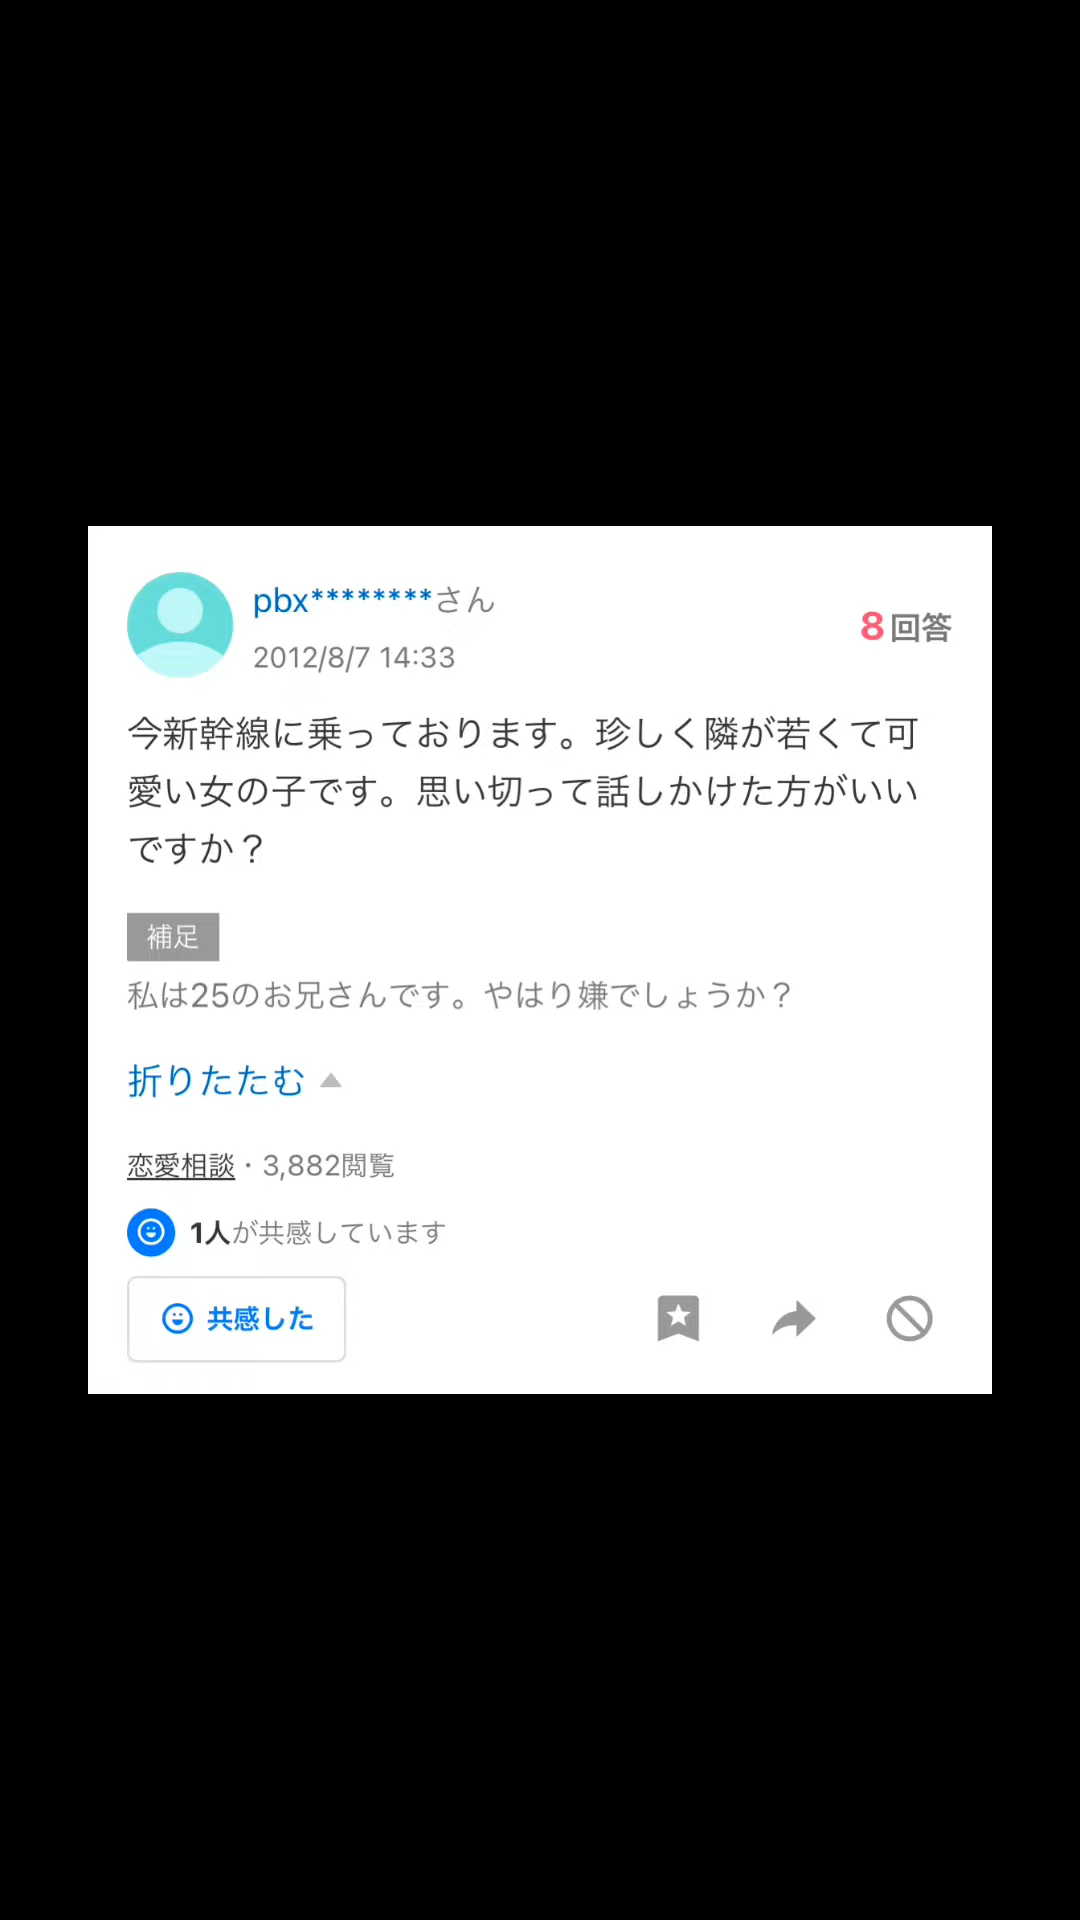 pbx********さん
2012/8/7 14:33
8回答
今新幹線に乗っております。珍しく隣が若くて可
愛い女の子です。思い切って話しかけた方がいい
ですか？
補足
私は25のお兄さんです。やはり嫌でしょうか？
折りたたむ
恋愛相談・3,882閲覧
1人が共感しています
共感した